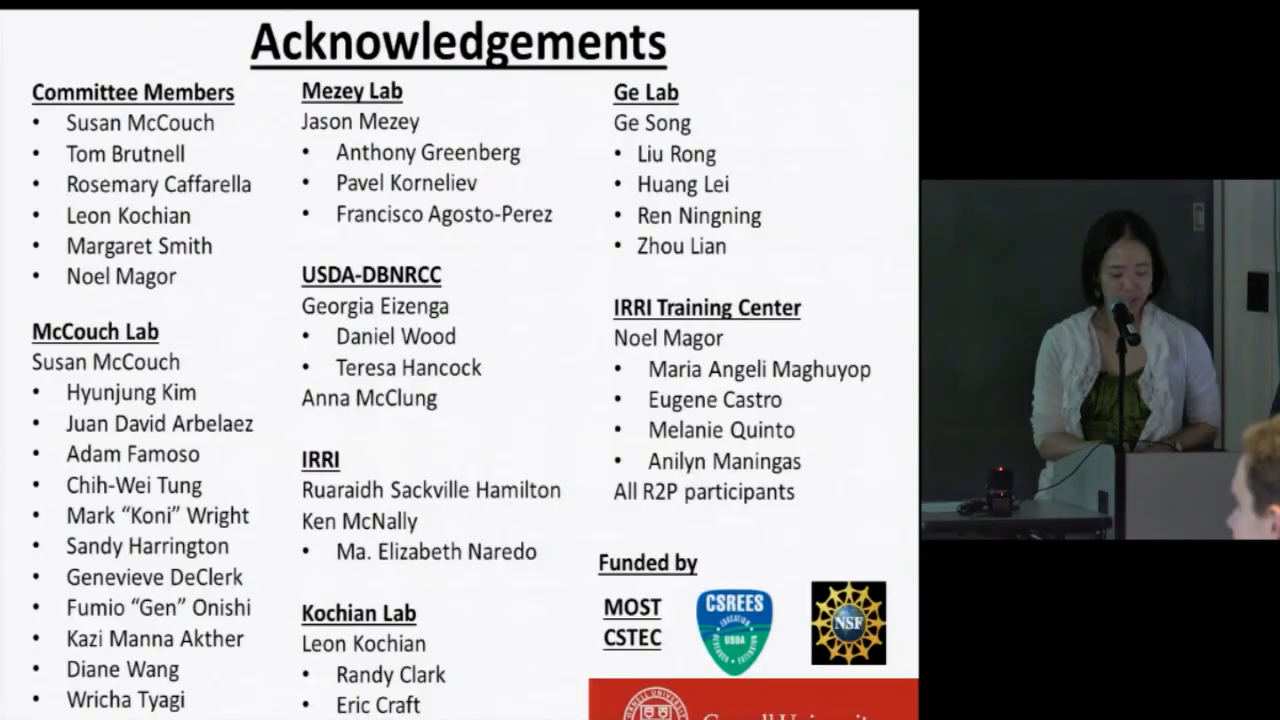 Acknowledgements
Committee Members
• Susan McCouch
• Tom Brutnell
• Rosemary Caffarella
• Leon Kochian
• Margaret Smith
• Noel Magor
McCouch Lab
Susan McCouch
• Hyunjung Kim
• Juan David Arbelaez
• Adam Famoso
• Chih-Wei Tung
• Mark “Koni” Wright
• Sandy Harrington
• Genevieve DeClerk
• Fumio “Gen” Onishi
• Kazi Manna Akther
• Diane Wang
• Wricha Tyagi
Mezey Lab
Jason Mezey
• Anthony Greenberg
• Pavel Korneliev
• Francisco Agosto-Perez
USDA-DBNRCC
Georgia Eizenga
• Daniel Wood
• Teresa Hancock
Anna McClung
IRRI
Ruaraidh Sackville Hamilton
Ken McNally
• Ma. Elizabeth Naredo
Kochian Lab
Leon Kochian
• Randy Clark
• Eric Craft
Ge Lab
Ge Song
• Liu Rong
• Huang Lei
• Ren Ningning
• Zhou Lian
IRRI Training Center
Noel Magor
• Maria Angeli Maghuyop
• Eugene Castro
• Melanie Quinto
• Anilyn Maningas
All R2P participants
Funded by
MOST
CSTEC
CSREES
EDUCATION
USDA
RESEARCH EXTENSION
NSF
Cornell University